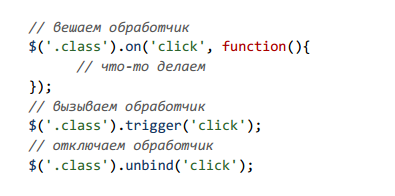 // вешаем обработчик
$('.class').on('click', function(){
// что-то делаем
});
// вызываем обработчик
$('.class').trigger('click');
// отключаем обработчик
$('.class').unbind('click');